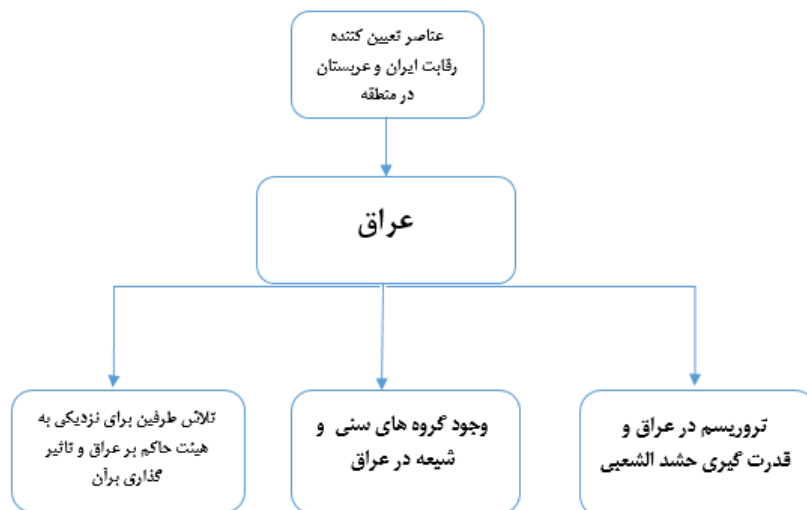 عناصر تعیین کننده
رقابت ایران و عربستان
در منطقه
عراق
تروریسم در عراق و
قدرت گیری حشد الشعبی
وجود گروه های سنی و
شیعه در عراق
تلاش طرفین برای نزدیکی به
هیئت حاکم بر عراق و تاثیر
گذاری برآن